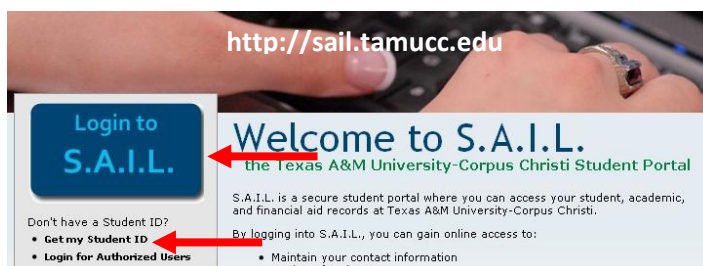 http://sail.tamucc.edu
Login to
S.A.I.L.
Welcome to S.A.I.L.
the Texas A&M University-Corpus Christi Student Portal
S.A.I.L. is a secure student portal where you can access your student, academic,
and financial aid records at Texas A&M University-Corpus Christi.
By logging into S.A.I.L., you can gain online access to:
• Maintain your contact information
Don't have a Student ID?
• Get my Student ID
• Login for Authorized Users